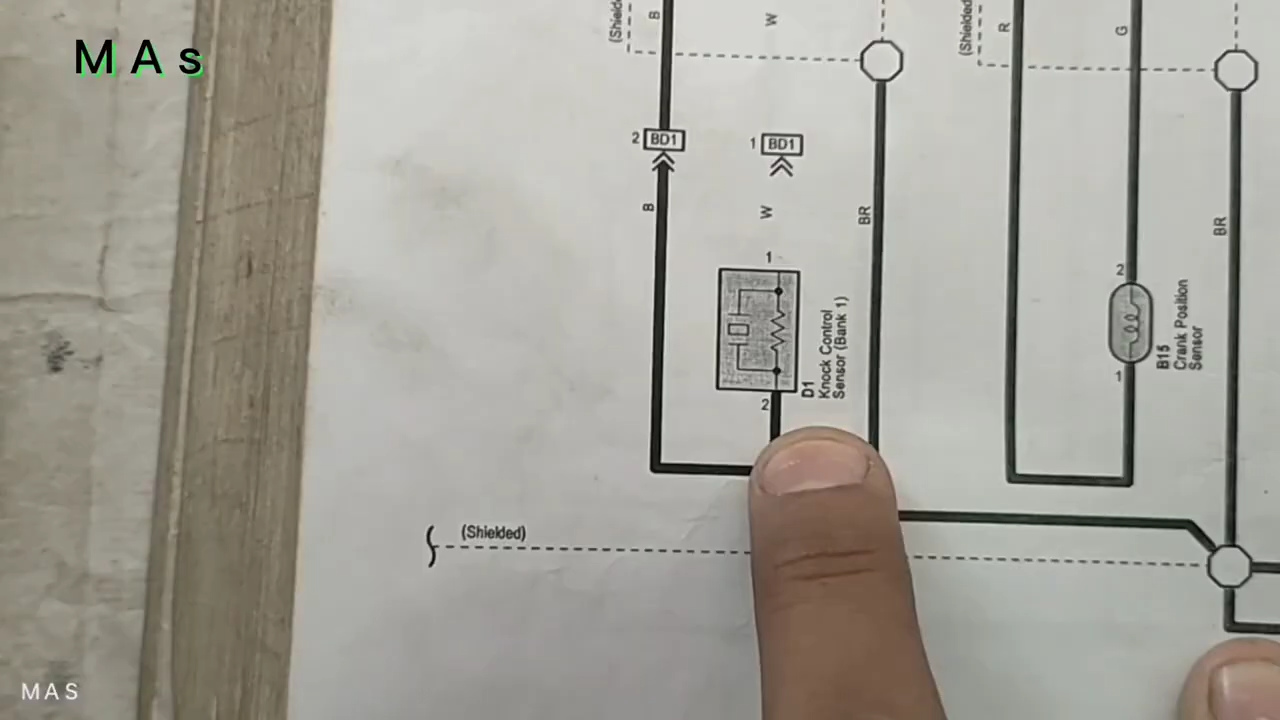 M A s
(Shield
B
W
(Shielded
R
G
2 BD1
1 BD1
B
W
BR
BR
1
2
D1
Knock Control
Sensor (Bank 1)
2
1
B15
Crank Position
Sensor
(Shielded)
MAS